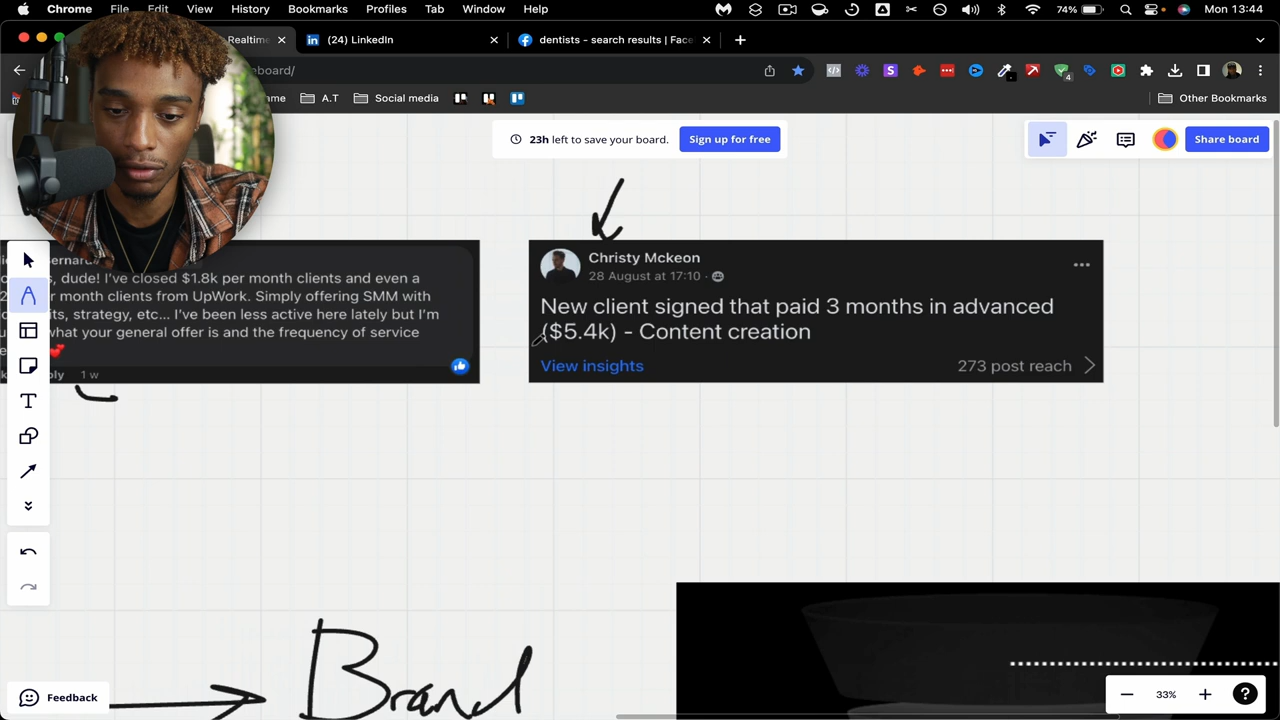 Chrome File Edit View History Bookmarks Profiles Tab Window Help 74% Mon 13:44
Realtime (24) LinkedIn dentists - search results | Face
board/
me A.T Social media Other Bookmarks
23h left to save your board. Sign up for free Share board
Bernard
, dude! I've closed $1.8k per month clients and even a
month clients from UpWork. Simply offering SMM with
strategy, etc... I've been less active here lately but I'm
what your general offer is and the frequency of service
1 w
Christy Mckeon
28 August at 17:10 ·
New client signed that paid 3 months in advanced
($5.4k) - Content creation
View insights 273 post reach
Brand
Feedback
33%